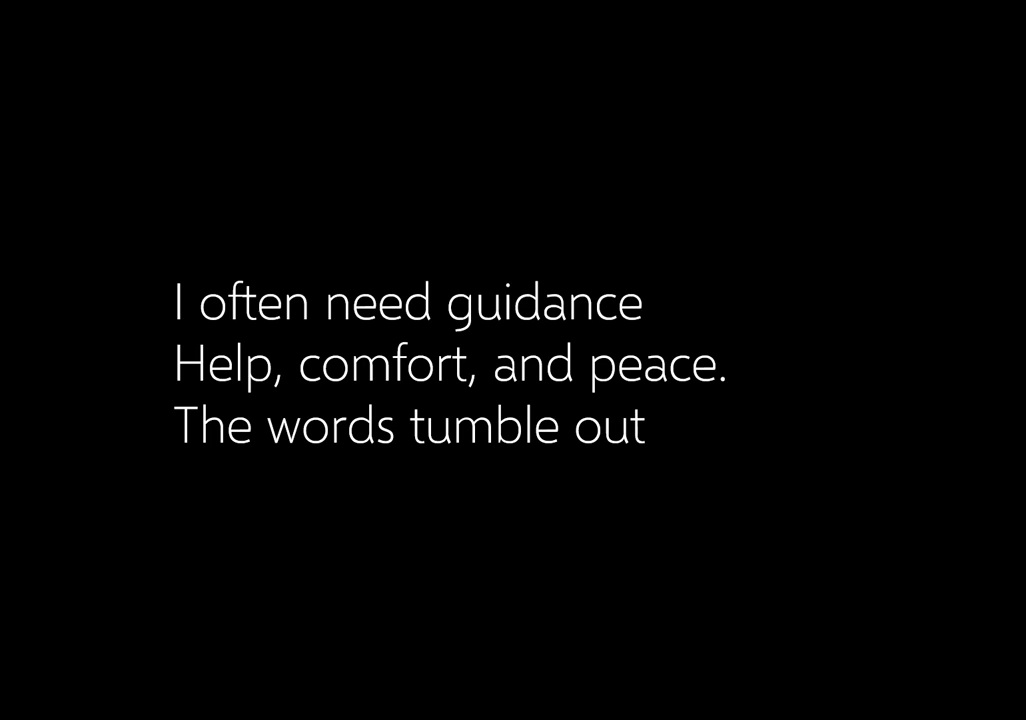 I often need guidance
Help, comfort, and peace.
The words tumble out